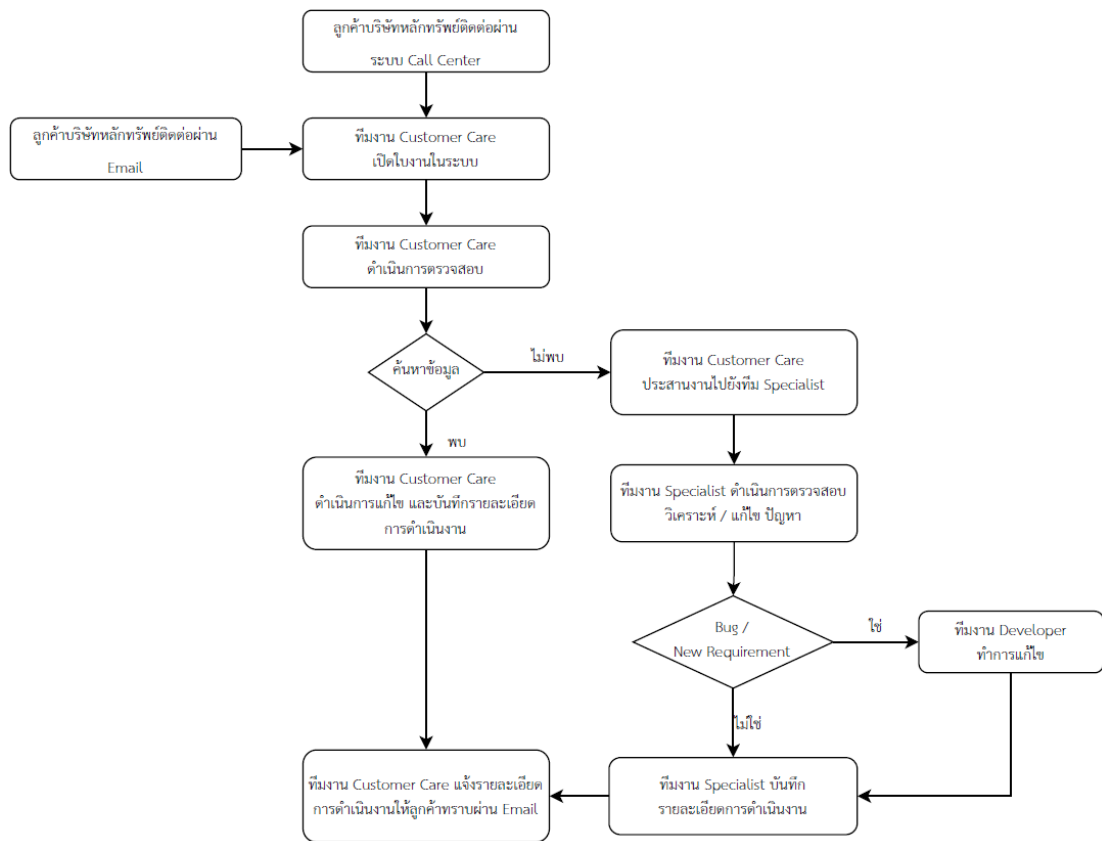 ลูกค้าบริษัทหลักทรัพย์ติดต่อผ่าน
ระบบ Call Center
ลูกค้าบริษัทหลักทรัพย์ติดต่อผ่าน
Email
ทีมงาน Customer Care
เปิดใบงานในระบบ
ทีมงาน Customer Care
ดำเนินการตรวจสอบ
ค้นหาข้อมูล
ไม่พบ
ทีมงาน Customer Care
ประสานงานไปยังทีม Specialist
พบ
ทีมงาน Customer Care
ดำเนินการแก้ไข และบันทึกรายละเอียด
การดำเนินงาน
ทีมงาน Specialist ดำเนินการตรวจสอบ
วิเคราะห์ / แก้ไข ปัญหา
Bug /
New Requirement
ใช่
ทีมงาน Developer
ทำการแก้ไข
ไม่ใช่
ทีมงาน Customer Care แจ้งรายละเอียด
การดำเนินงานให้ลูกค้าทราบผ่าน Email
ทีมงาน Specialist บันทึก
รายละเอียดการดำเนินงาน